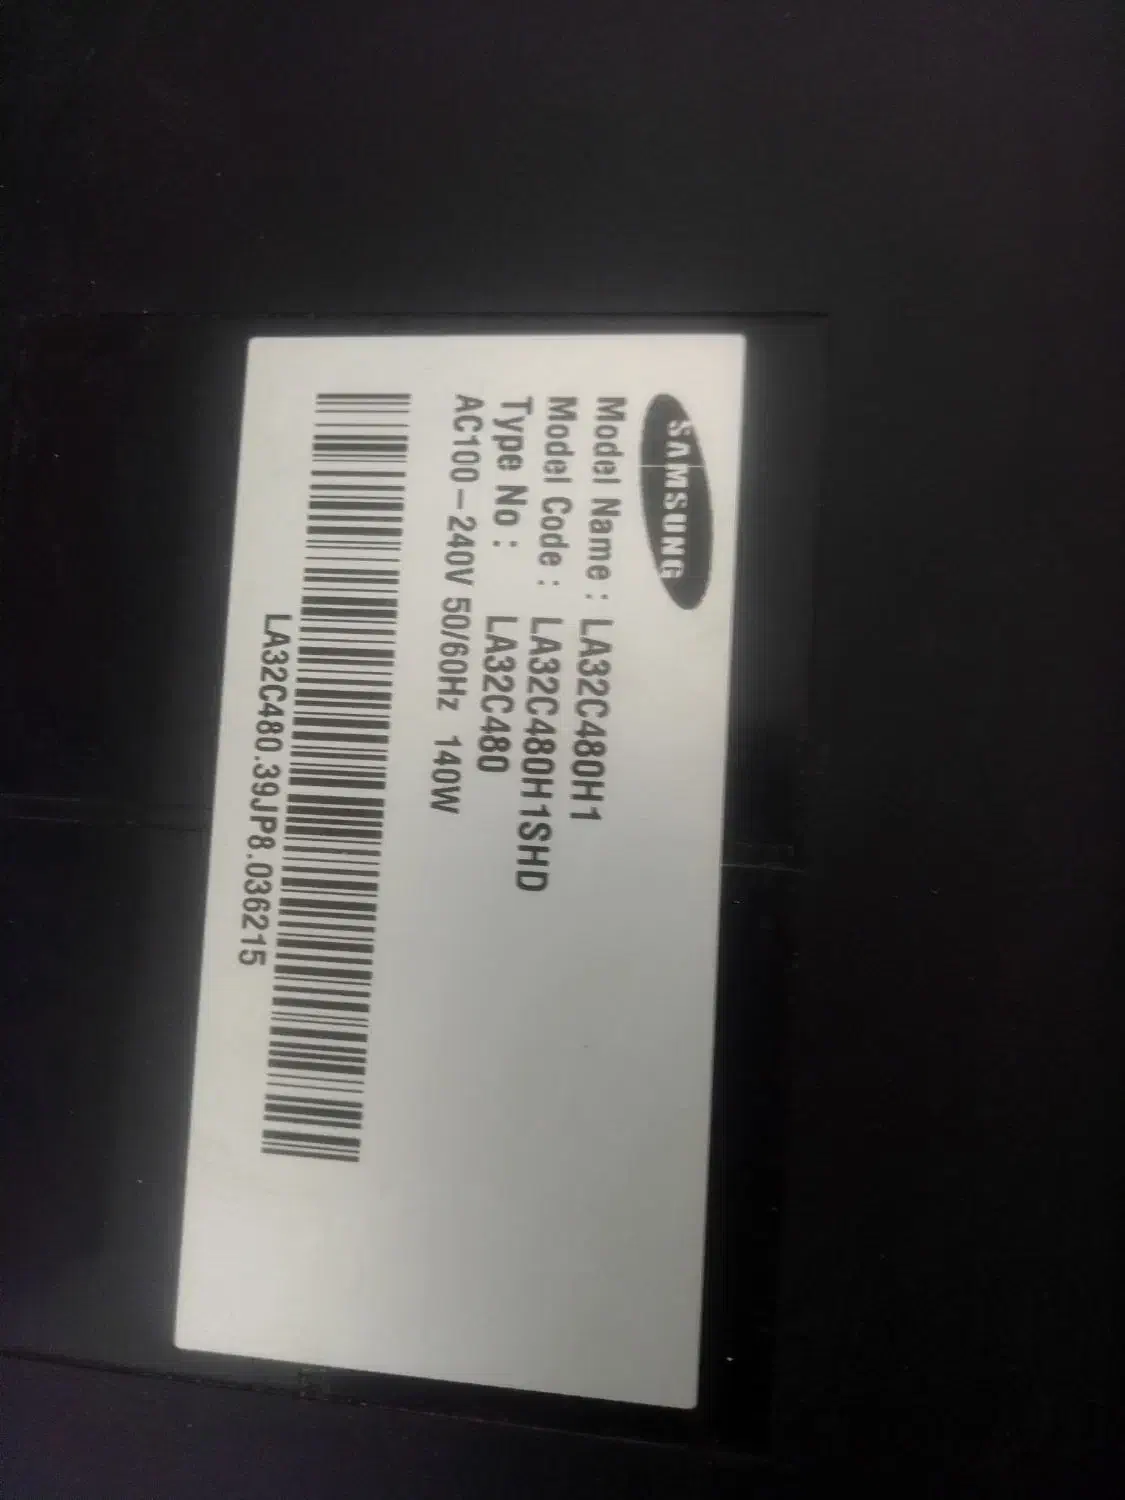 SAMSUNG
Model Name : LA32C480H1
Model Code : LA32C480H1SHD
Type No : LA32C480
AC100-240V 50/60Hz 140W
LA32C480.39JP8.036215